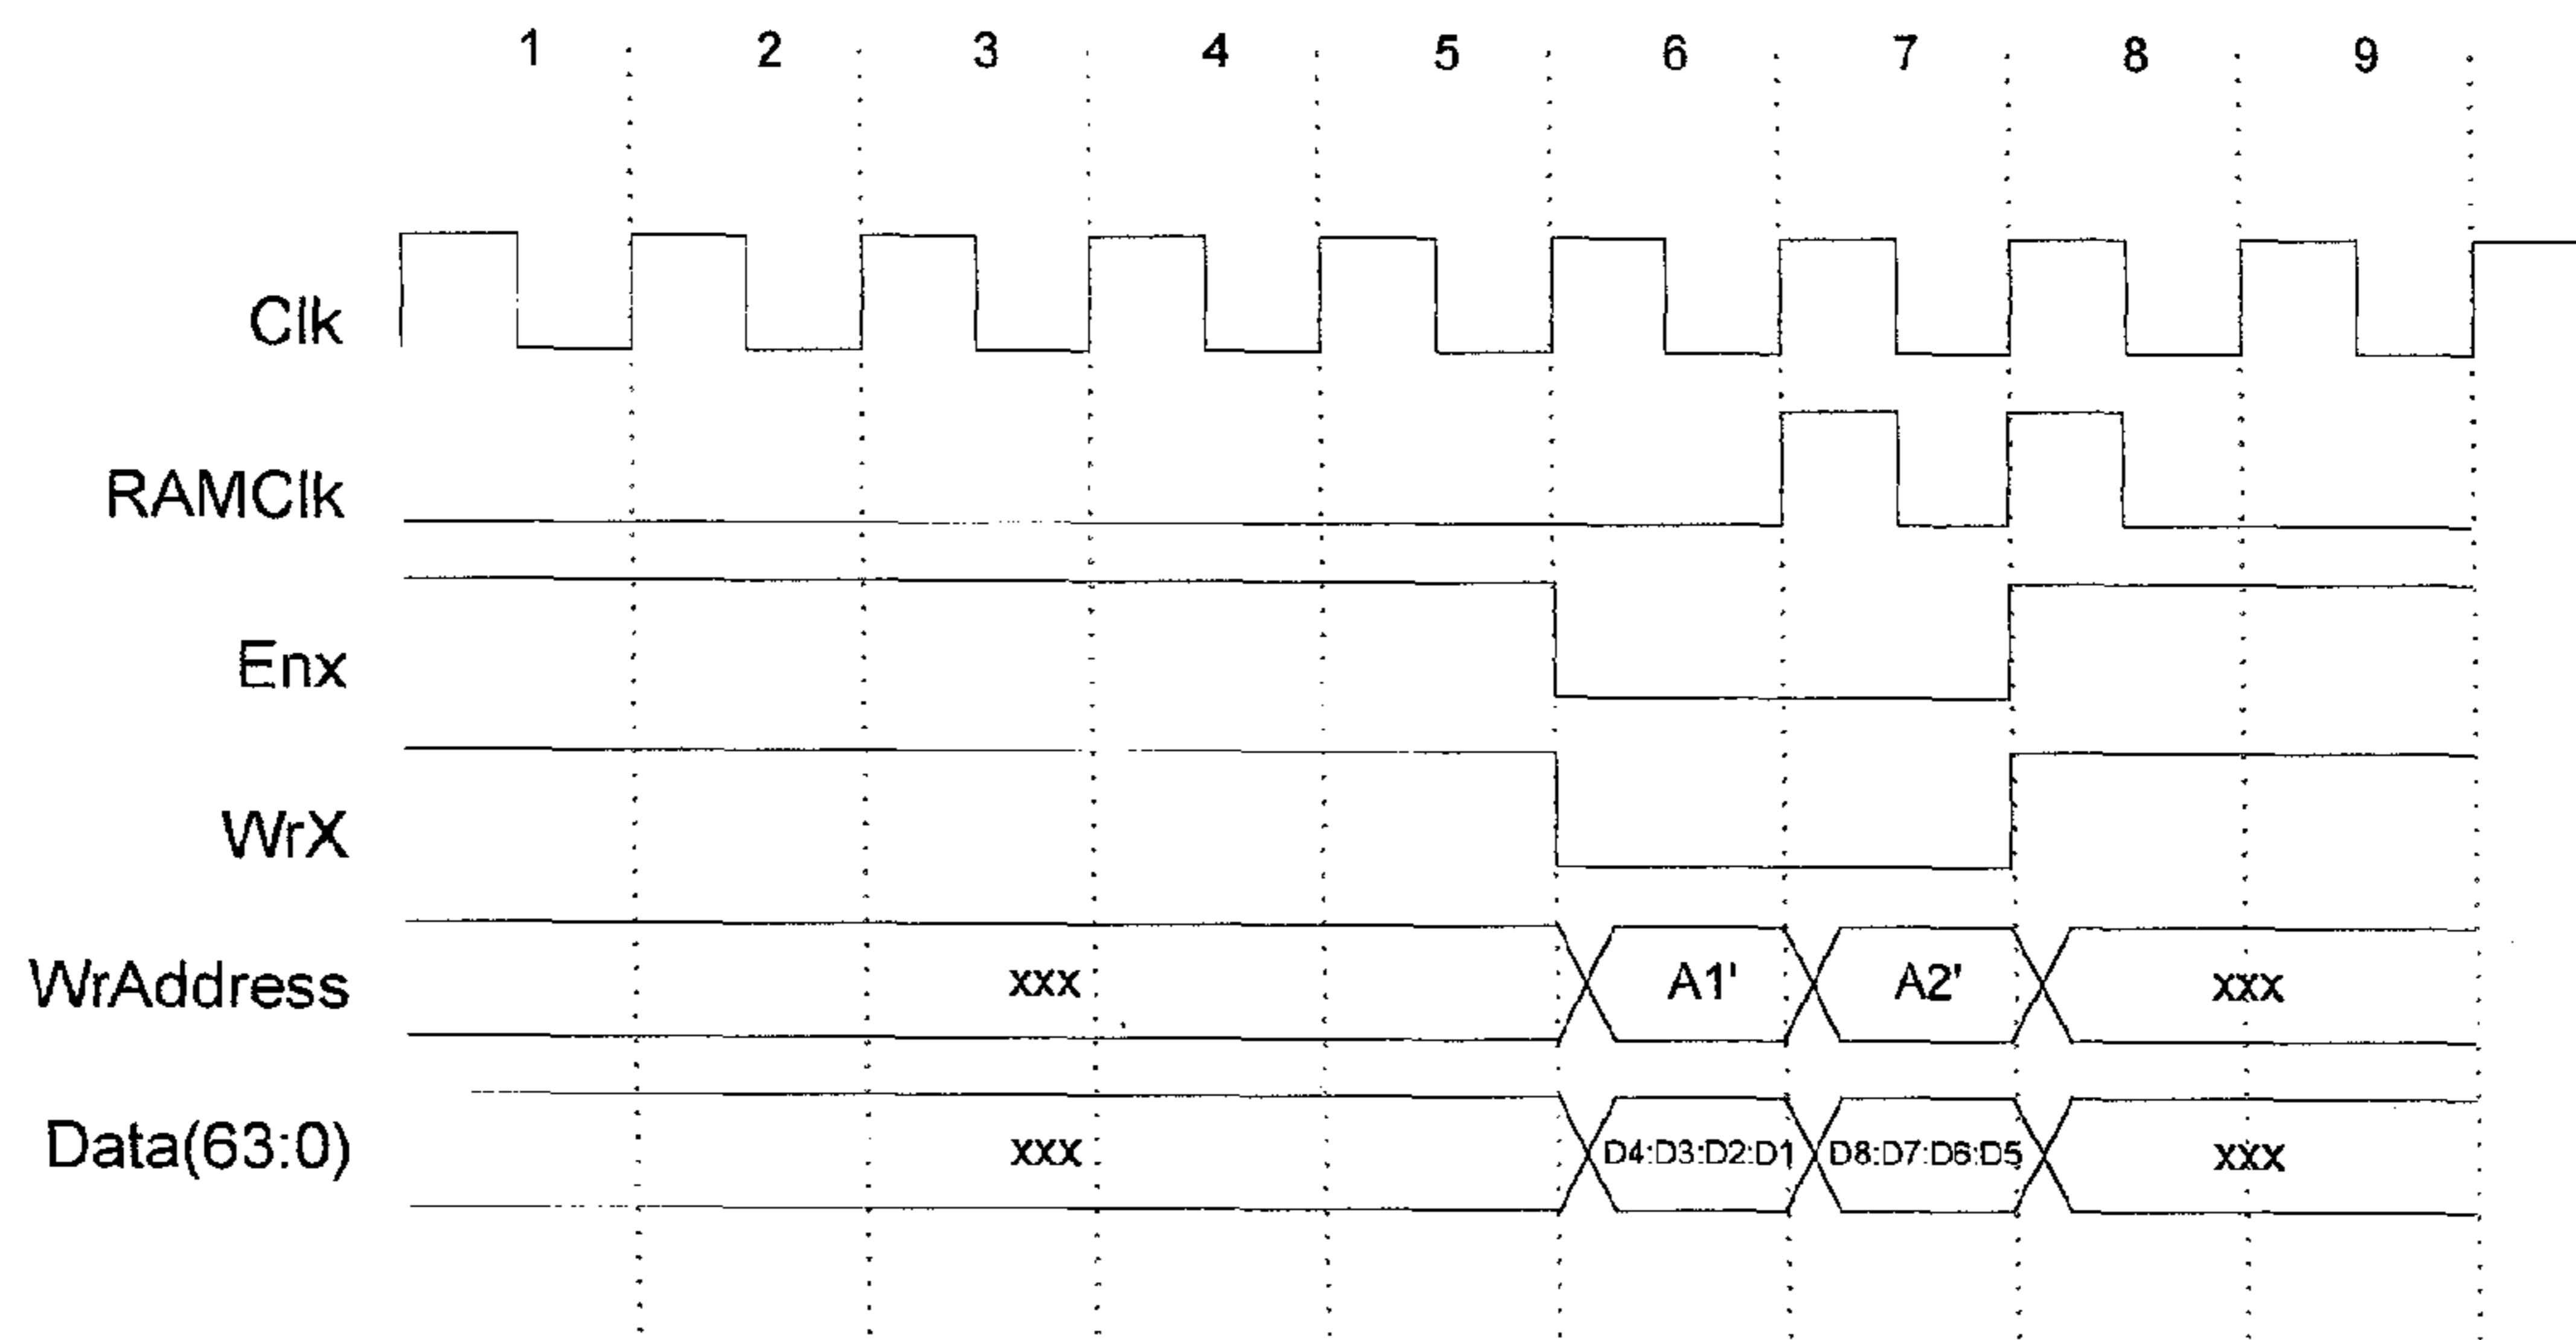 1 2 3 4 5 6 7 8 9
Clk
RAMClk
Enx
WrX
WrAddress xxx A1' A2' xxx
Data(63:0) xxx D4:D3:D2:D1 D8:D7:D6:D5 xxx